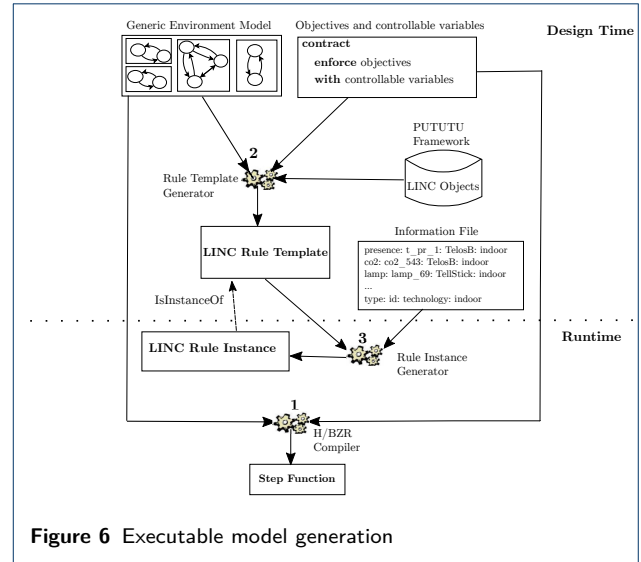 Generic Environment Model
Objectives and controllable variables
Design Time
contract
enforce objectives
with controllable variables
PUTUTU
Framework
2
Rule Template
Generator
LINC Objects
Information File
LINC Rule Template
presence: t_pr_1: TelosB: indoor
co2: co2_543: TelosB: indoor
lamp: lamp_69: TellStick: indoor
...
type: id: technology: indoor
IsInstanceOf
Runtime
LINC Rule Instance
3
Rule Instance
Generator
1
H/BZR
Compiler
Step Function
Figure 6 Executable model generation